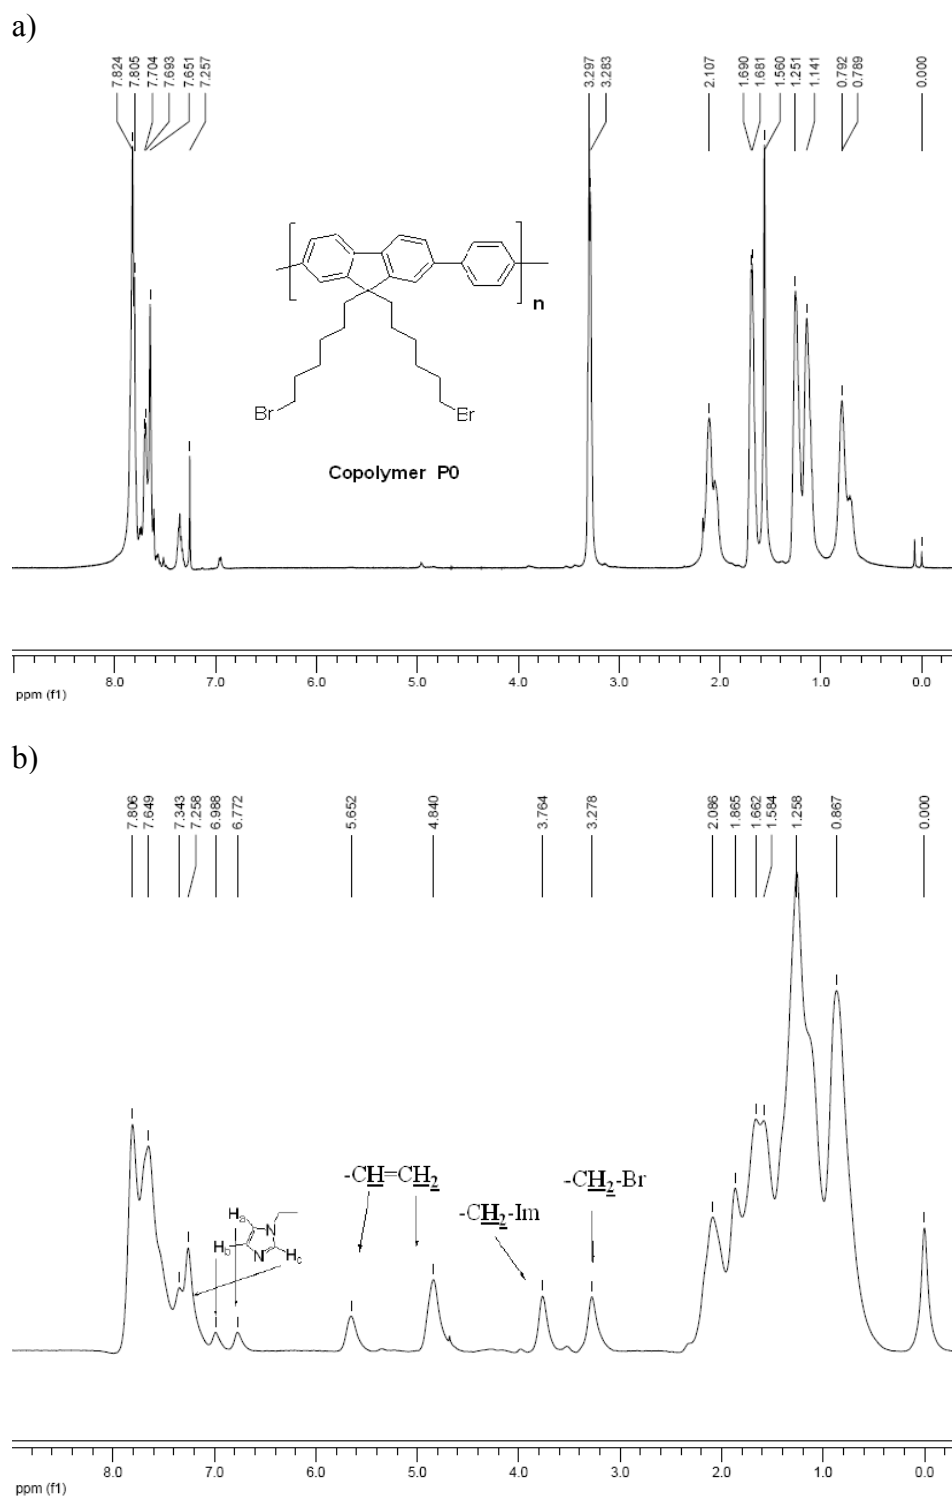 a)
7.824
7.805
7.704
7.693
7.651
7.257
3.297
3.283
2.107
1.690
1.681
1.560
1.251
1.141
0.792
0.789
0.000
n
Br
Br
Copolymer P0
8.0 7.0 6.0 5.0 4.0 3.0 2.0 1.0 0.0
ppm (f1)
b)
7.806
7.649
7.343
7.258
6.988
6.772
5.652
4.840
3.764
3.278
2.086
1.865
1.662
1.584
1.258
0.867
0.000
-CH=CH2
-CH2-Br
-CH2-Im
Ha
N
Hb
N
Hc
8.0 7.0 6.0 5.0 4.0 3.0 2.0 1.0 0.0
ppm (f1)